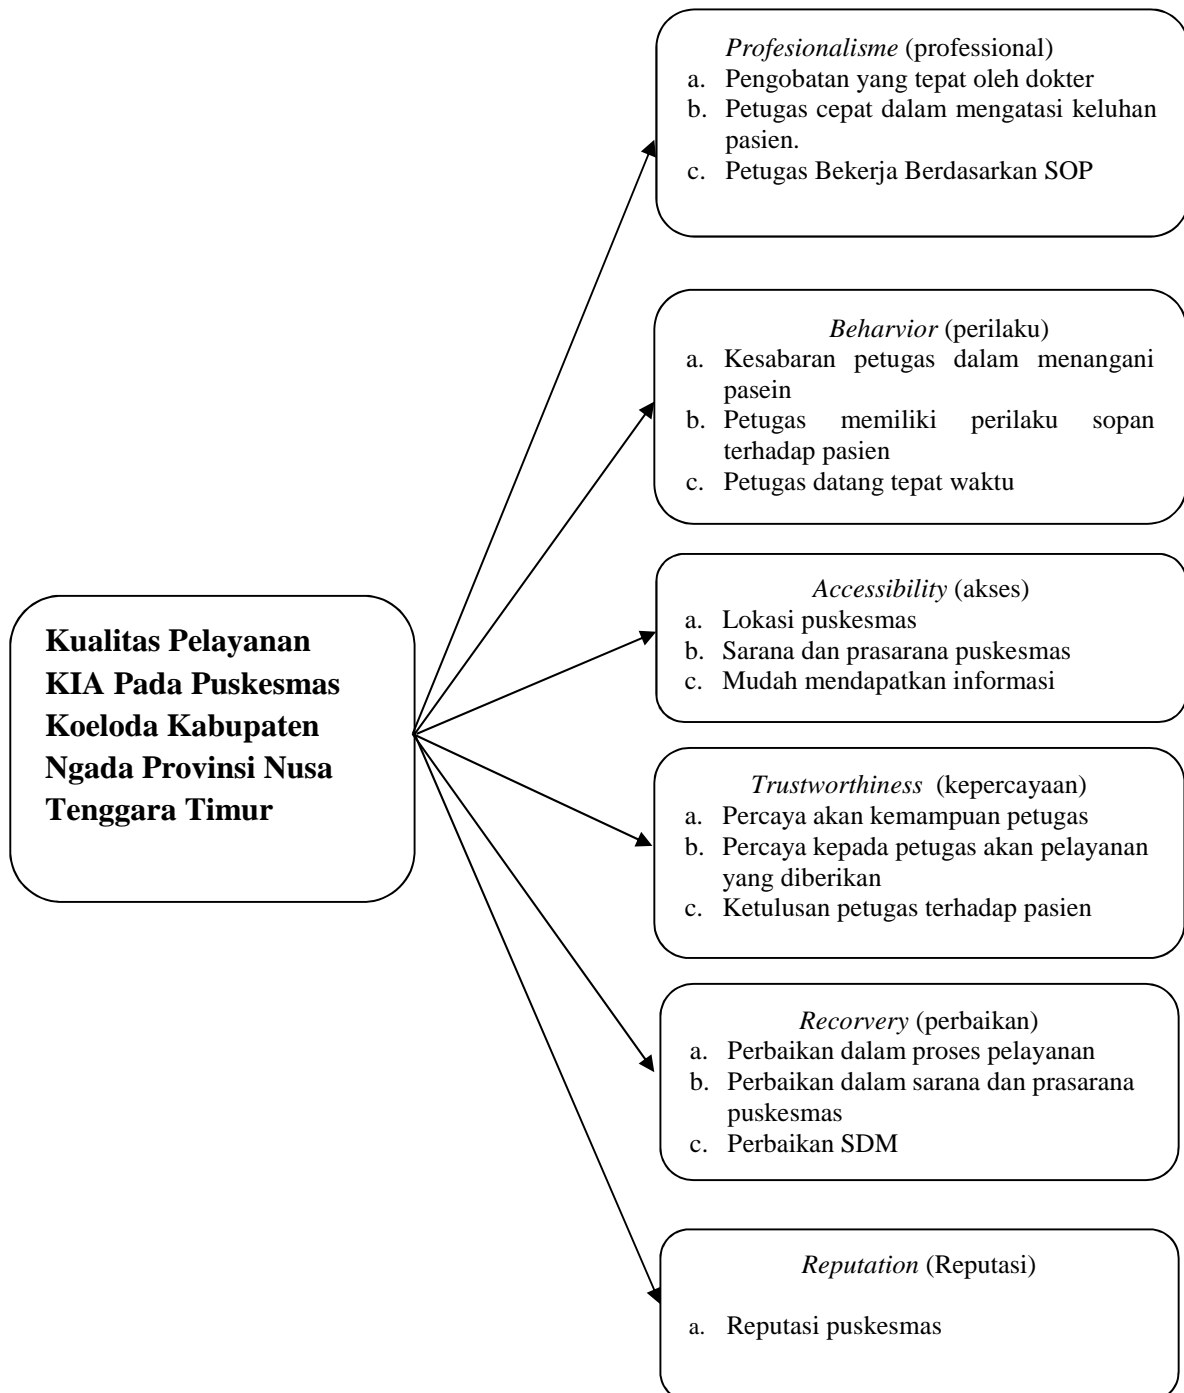 Profesionalisme (professional)
a. Pengobatan yang tepat oleh dokter
b. Petugas cepat dalam mengatasi keluhan
pasien.
c. Petugas Bekerja Berdasarkan SOP
Beharvior (perilaku)
a. Kesabaran petugas dalam menangani
pasein
b. Petugas memiliki perilaku sopan
terhadap pasien
c. Petugas datang tepat waktu
Accessibility (akses)
a. Lokasi puskesmas
b. Sarana dan prasarana puskesmas
c. Mudah mendapatkan informasi
Kualitas Pelayanan
KIA Pada Puskesmas
Koeloda Kabupaten
Ngada Provinsi Nusa
Tenggara Timur
Trustworthiness (kepercayaan)
a. Percaya akan kemampuan petugas
b. Percaya kepada petugas akan pelayanan
yang diberikan
c. Ketulusan petugas terhadap pasien
Recorvery (perbaikan)
a. Perbaikan dalam proses pelayanan
b. Perbaikan dalam sarana dan prasarana
puskesmas
c. Perbaikan SDM
Reputation (Reputasi)
a. Reputasi puskesmas